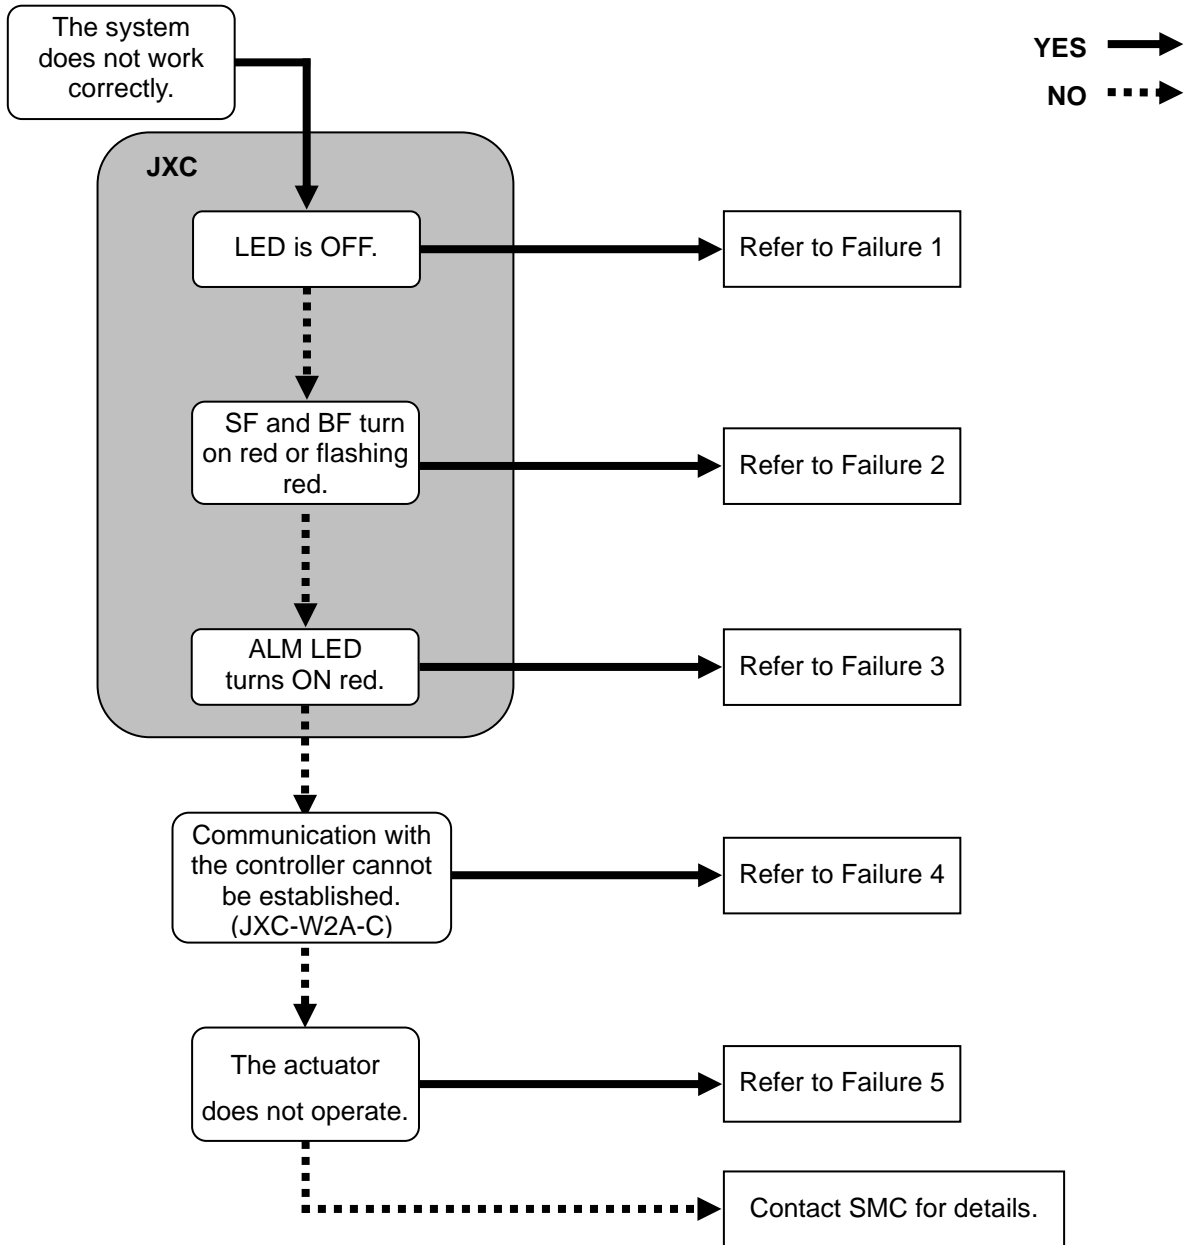 The system
does not work
correctly.
YES
NO
JXC
LED is OFF.
Refer to Failure 1
SF and BF turn
on red or flashing
red.
Refer to Failure 2
ALM LED
turns ON red.
Refer to Failure 3
Communication with
the controller cannot
be established.
(JXC-W2A-C)
Refer to Failure 4
The actuator
does not operate.
Refer to Failure 5
Contact SMC for details.